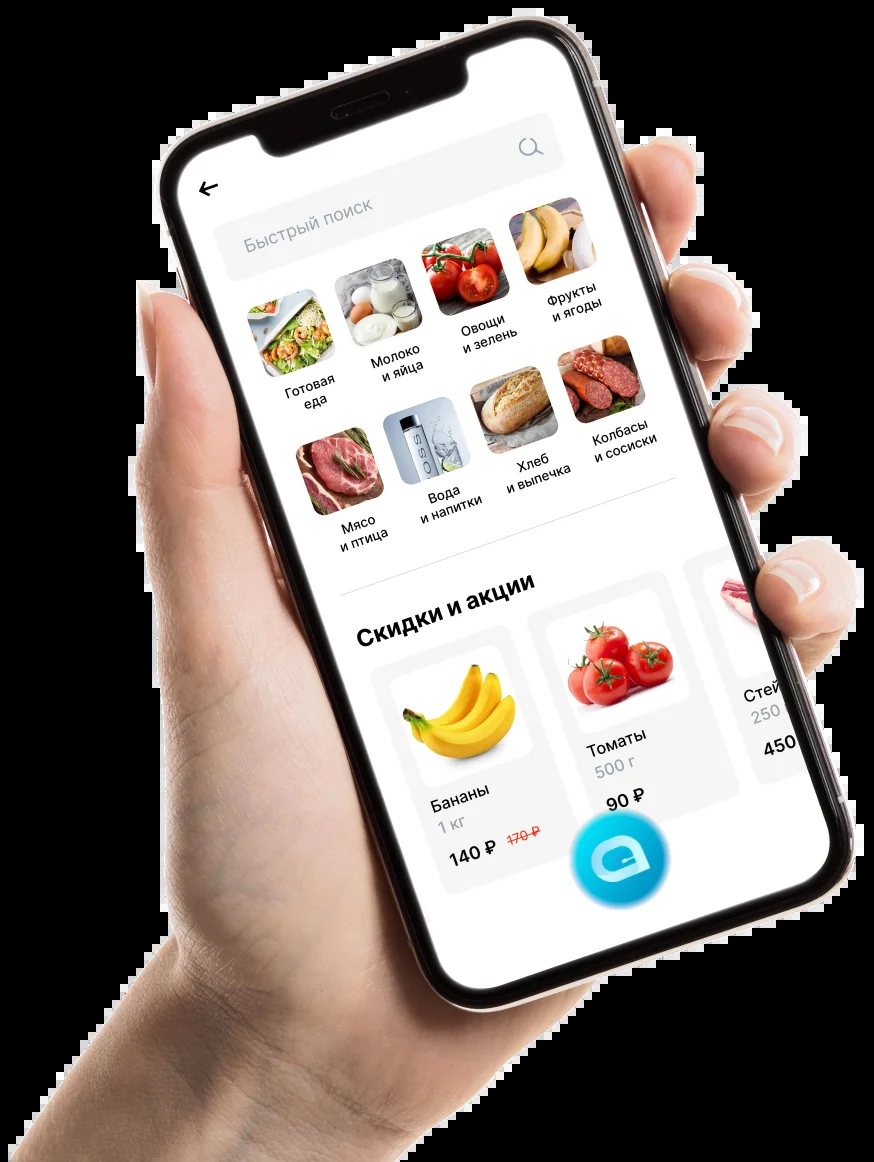 Быстрый поиск
Готовая
еда
Молоко
и яйца
Овощи
и зелень
Фрукты
и ягоды
Мясо
и птица
Вода
и напитки
Хлеб
и выпечка
Колбасы
и сосиски
Скидки и акции
Бананы
1 кг
140 ₽ 170 ₽
Томаты
500 г
90 ₽
250
450